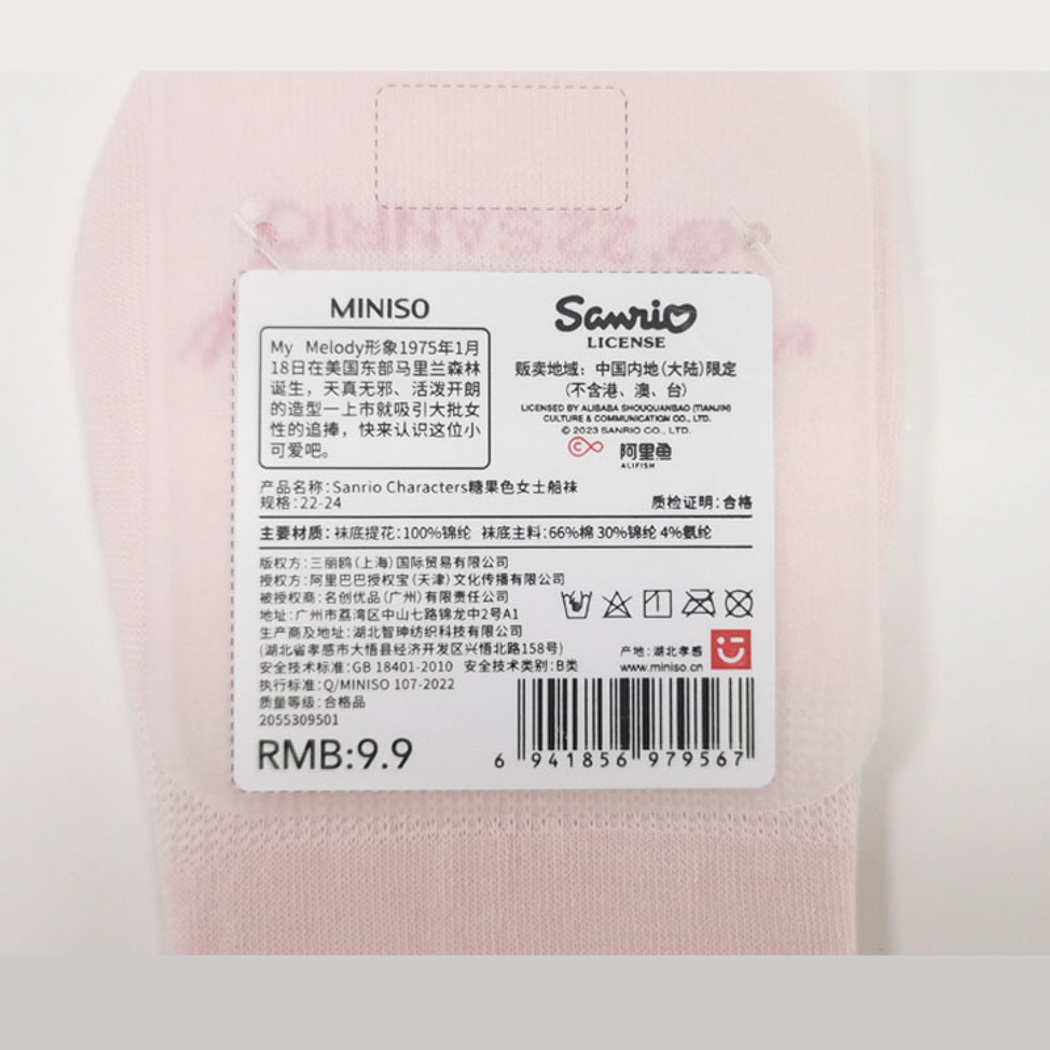 22 SANRIO
MINISO
My Melody形象1975年1月
18日在美国东部马里兰森林
诞生，天真无邪、活泼开朗
的造型一上市就吸引大批女
性的追捧，快来认识这位小
可爱吧。
Sanrio
LICENSE
贩卖地域：中国内地(大陆)限定
(不含港、澳、台)
LICENSED BY ALIBABA SHOUQUANBAO (TIANJIN)
CULTURE & COMMUNICATION CO., LTD.
© 2023 SANRIO CO., LTD.
阿里鱼
ALIFISH
产品名称:Sanrio Characters糖果色女士船袜
规格:22-24
质检证明:合格
主要材质:袜底提花:100%锦纶 袜底主料:66%棉 30%锦纶 4%氨纶
版权方:三丽鸥(上海)国际贸易有限公司
授权方:阿里巴巴授权宝(天津)文化传播有限公司
被授权商:名创优品(广州)有限责任公司
地址:广州市荔湾区中山七路锦龙中2号A1
生产商及地址:湖北智珅纺织科技有限公司
(湖北省孝感市大悟县经济开发区兴悟北路158号)
安全技术标准:GB 18401-2010 安全技术类别:B类
执行标准:Q/MINISO 107-2022
质量等级:合格品
2055309501
RMB:9.9
产地:湖北孝感
www.miniso.cn
6 941856 979567